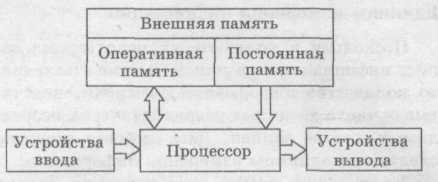 Внешняя память
Оперативная
память
Постоянная
память
Устройства
ввода
Процессор
Устройства
вывода